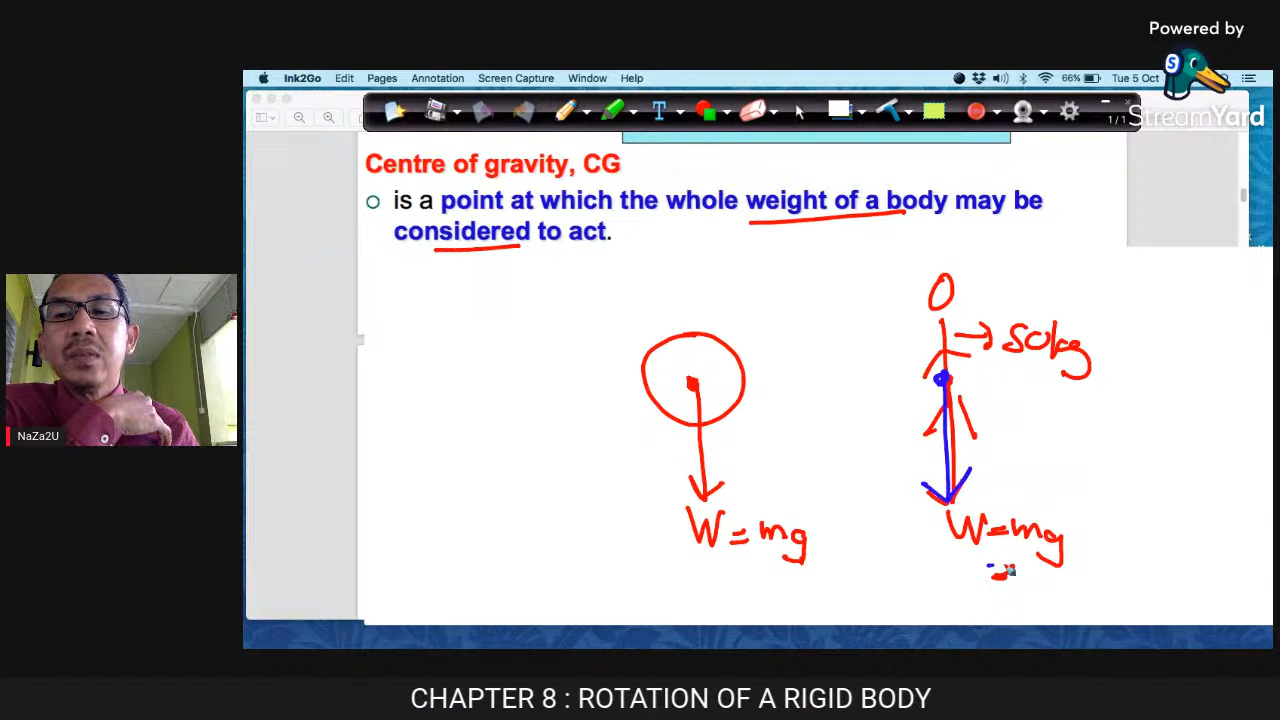 Powered by
StreamYard
Ink2Go Edit Pages Annotation Screen Capture Window Help
66% Tue 5 Oct
T
1/1
Centre of gravity, CG
is a point at which the whole weight of a body may be
considered to act.
50kg
W=mg
W=mg
NaZa2U
CHAPTER 8 : ROTATION OF A RIGID BODY